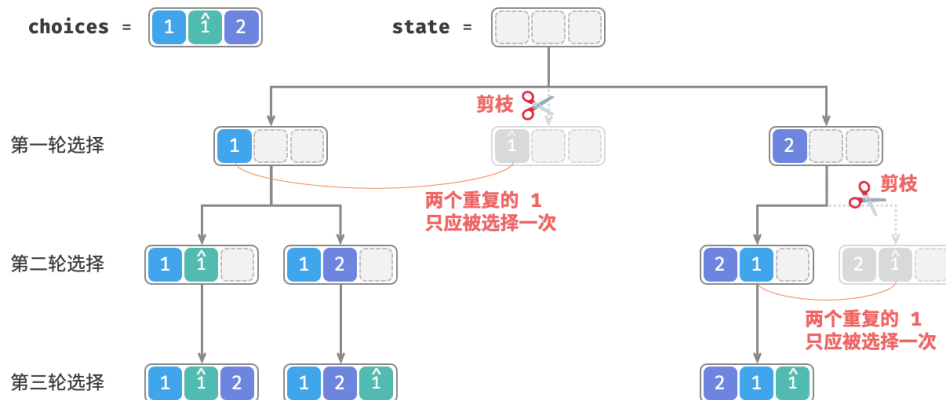 choices = 1 1̂ 2
state =
剪枝
第一轮选择
1
1̂
2
两个重复的 1
只应被选择一次
剪枝
第二轮选择
1 1̂
1 2
2 1
2 1̂
两个重复的 1
只应被选择一次
第三轮选择
1 1̂ 2
1 2 1̂
2 1 1̂